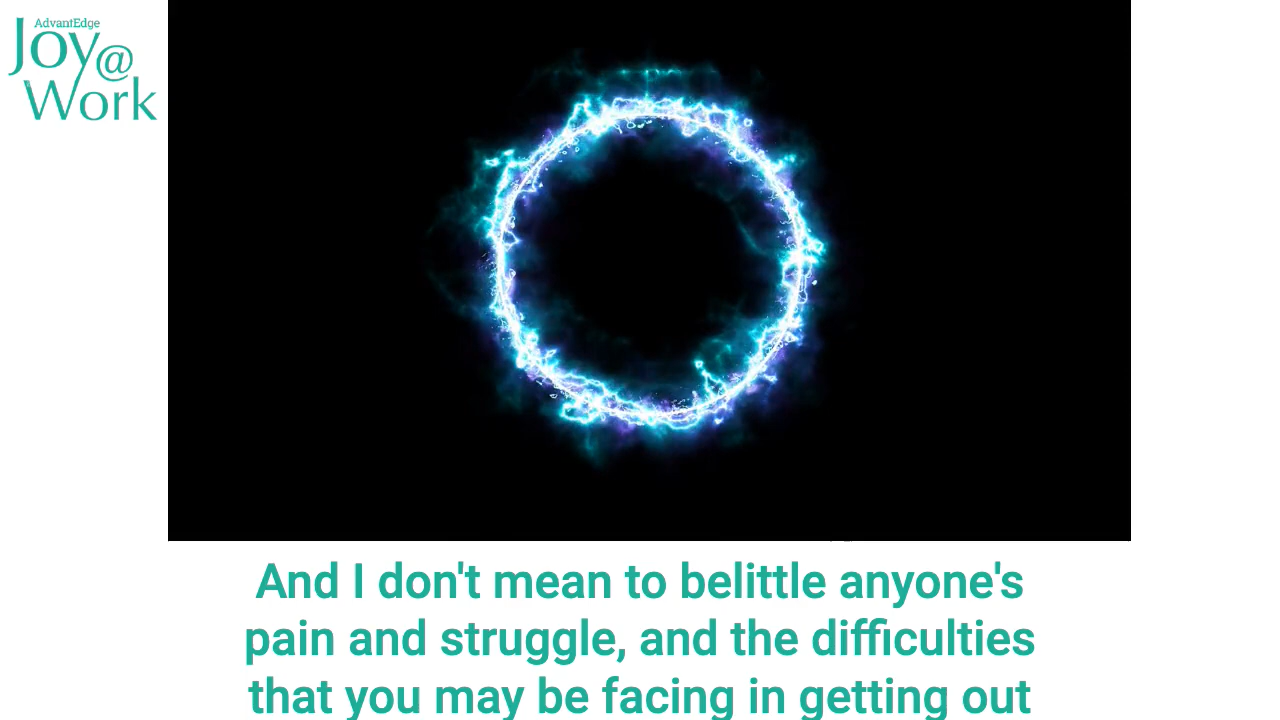 AdvantEdge
Joy@
Work
And I don't mean to belittle anyone's
pain and struggle, and the difficulties
that you may be facing in getting out